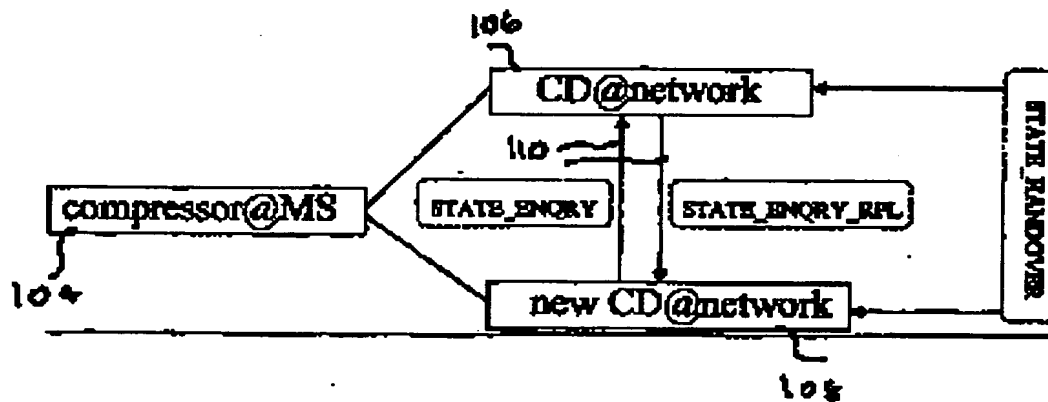 106
CD@network
110
compressor@MS
STATE_ENQRY
STATE_ENQRY_RPL
STATE_HANDOVER
104
new CD@network
108